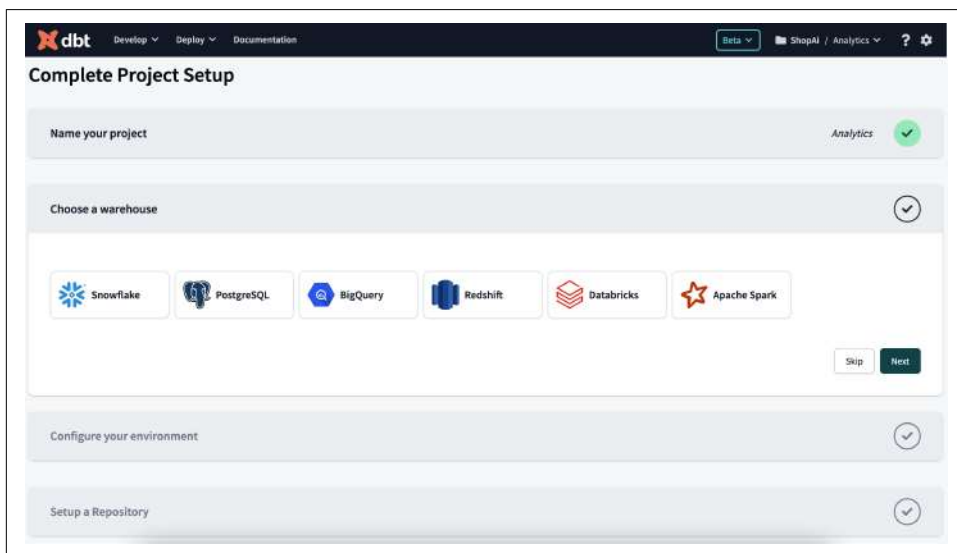 dbt Develop Deploy Documentation Beta ShopAi / Analytics ?
Complete Project Setup
Name your project Analytics
Choose a warehouse
Snowflake PostgreSQL BigQuery Redshift Databricks Apache Spark
Skip Next
Configure your environment
Setup a Repository